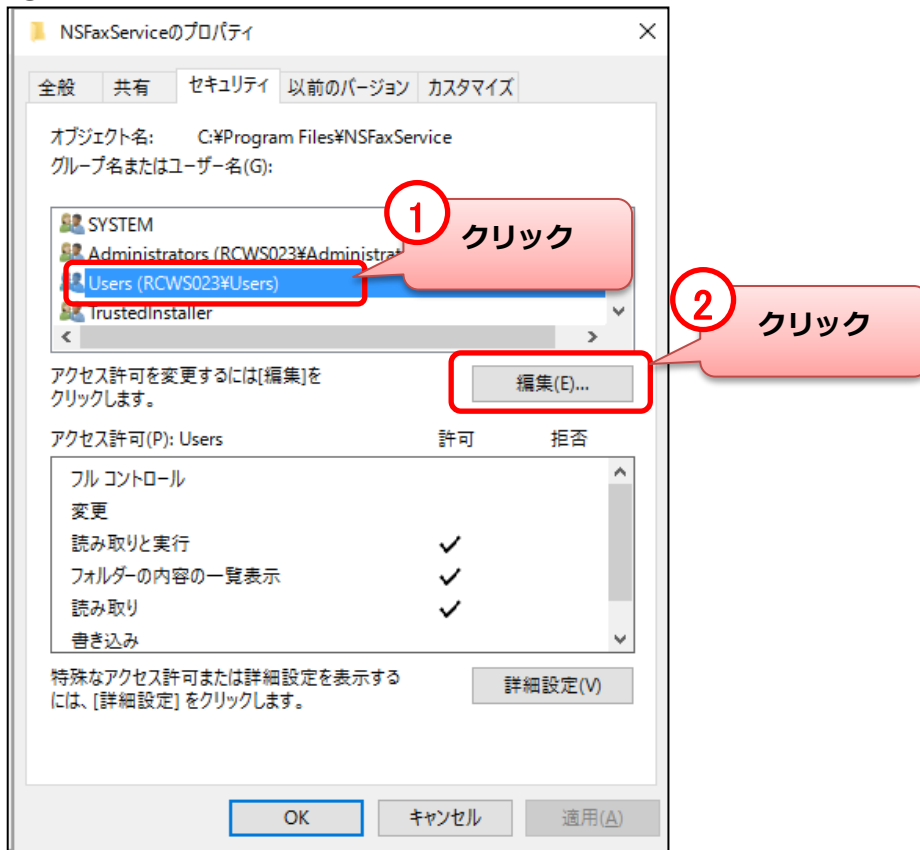 NSFaxServiceのプロパティ
全般 共有 セキュリティ 以前のバージョン カスタマイズ
オブジェクト名: C:¥Program Files¥NSFaxService
グループ名またはユーザー名(G):
SYSTEM
1
クリック
Administrators (RCWS023¥Administrat
Users (RCWS023¥Users)
TrustedInstaller
2
クリック
アクセス許可を変更するには[編集]を
クリックします。
編集(E)...
アクセス許可(P): Users 許可 拒否
フル コントロール
変更
読み取りと実行
フォルダーの内容の一覧表示
読み取り
書き込み
特殊なアクセス許可または詳細設定を表示する
には、[詳細設定] をクリックします。
詳細設定(V)
OK キャンセル 適用(A)